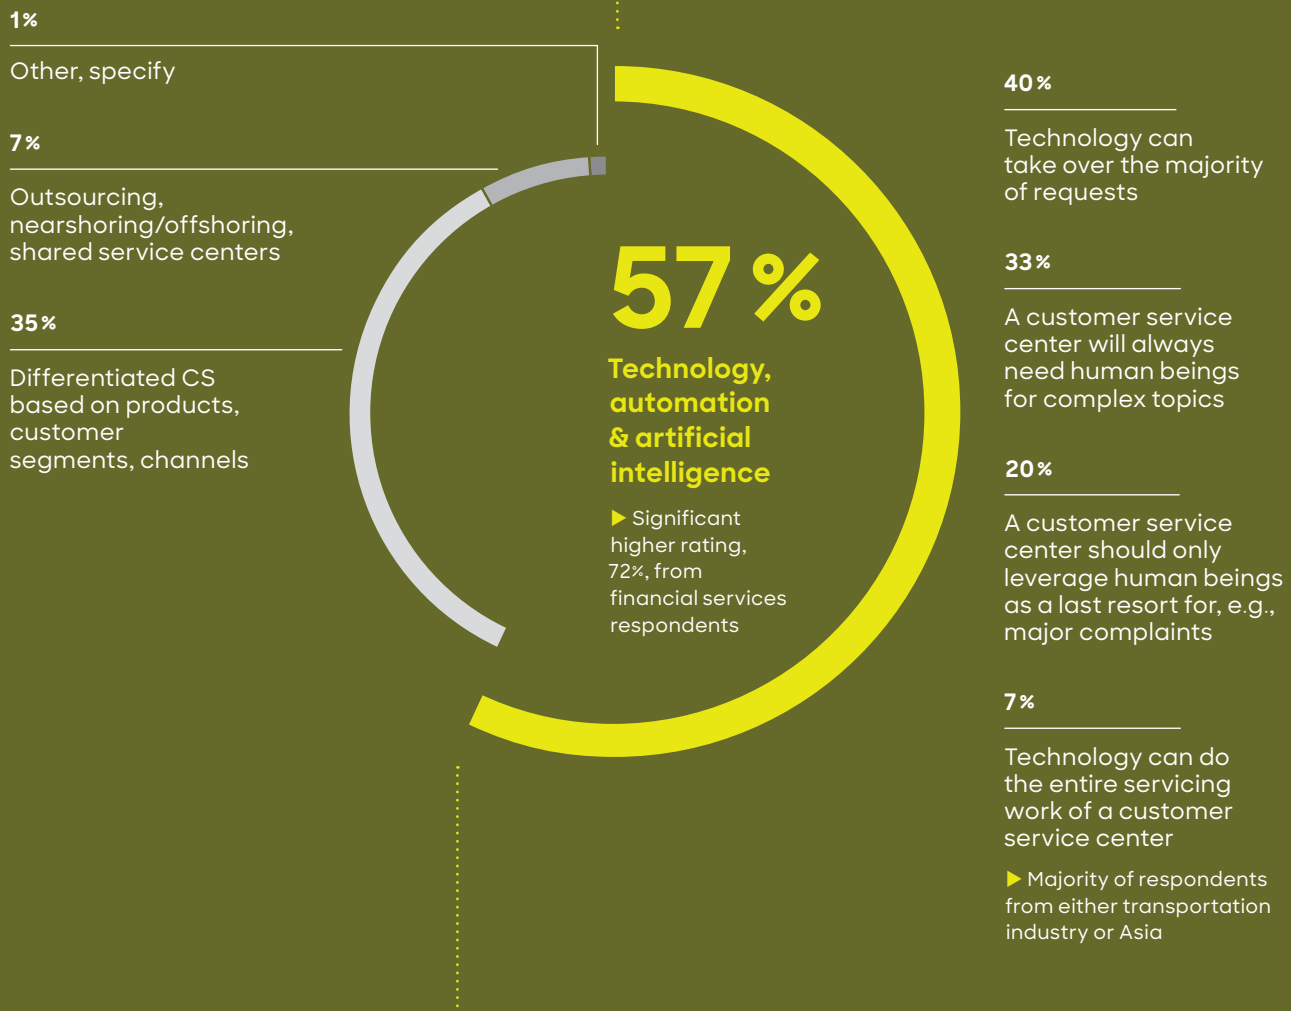 1%
Other, specify
7%
Outsourcing,
nearshoring/offshoring,
shared service centers
35%
Differentiated CS
based on products,
customer
segments, channels
57%
Technology,
automation
& artificial
intelligence
▶ Significant
higher rating,
72%, from
financial services
respondents
40%
Technology can
take over the majority
of requests
33%
A customer service
center will always
need human beings
for complex topics
20%
A customer service
center should only
leverage human beings
as a last resort for, e.g.,
major complaints
7%
Technology can do
the entire servicing
work of a customer
service center
▶ Majority of respondents
from either transportation
industry or Asia